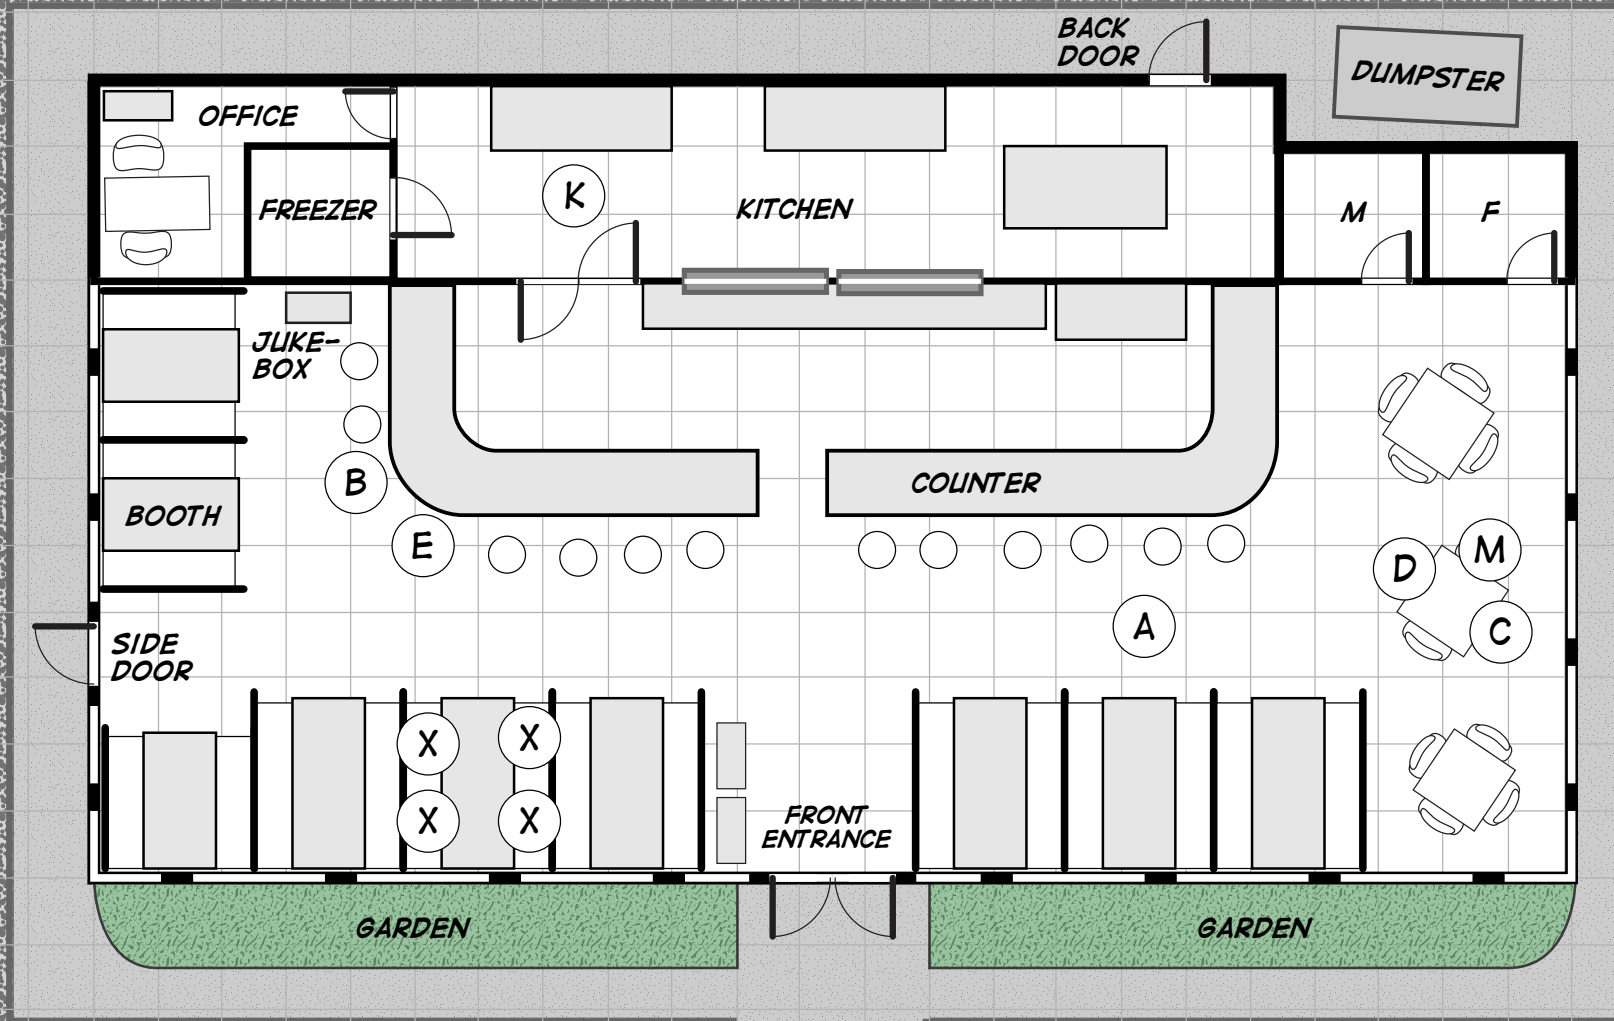 BACK
DOOR
DUMPSTER
OFFICE
FREEZER
K
KITCHEN
M
F
JUKE-
BOX
B
COUNTER
BOOTH
E
D
M
A
C
SIDE
DOOR
X
X
X
X
FRONT
ENTRANCE
GARDEN
GARDEN